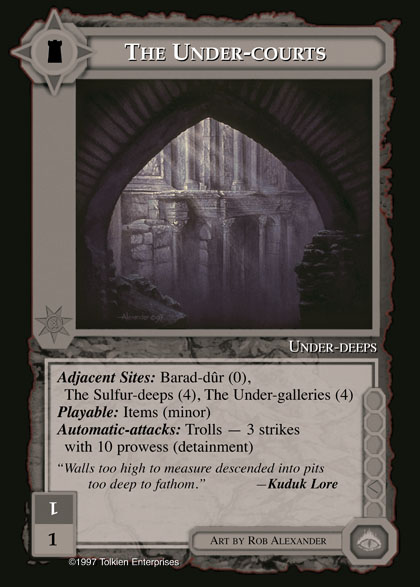 THE UNDER-COURTS
UNDER-DEEPS
Adjacent Sites: Barad-dûr (0),
The Sulfur-deeps (4), The Under-galleries (4)
Playable: Items (minor)
Automatic-attacks: Trolls — 3 strikes
with 10 prowess (detainment)
“Walls too high to measure descended into pits
too deep to fathom.” –Kuduk Lore
1
1
ART BY ROB ALEXANDER
©1997 Tolkien Enterprises